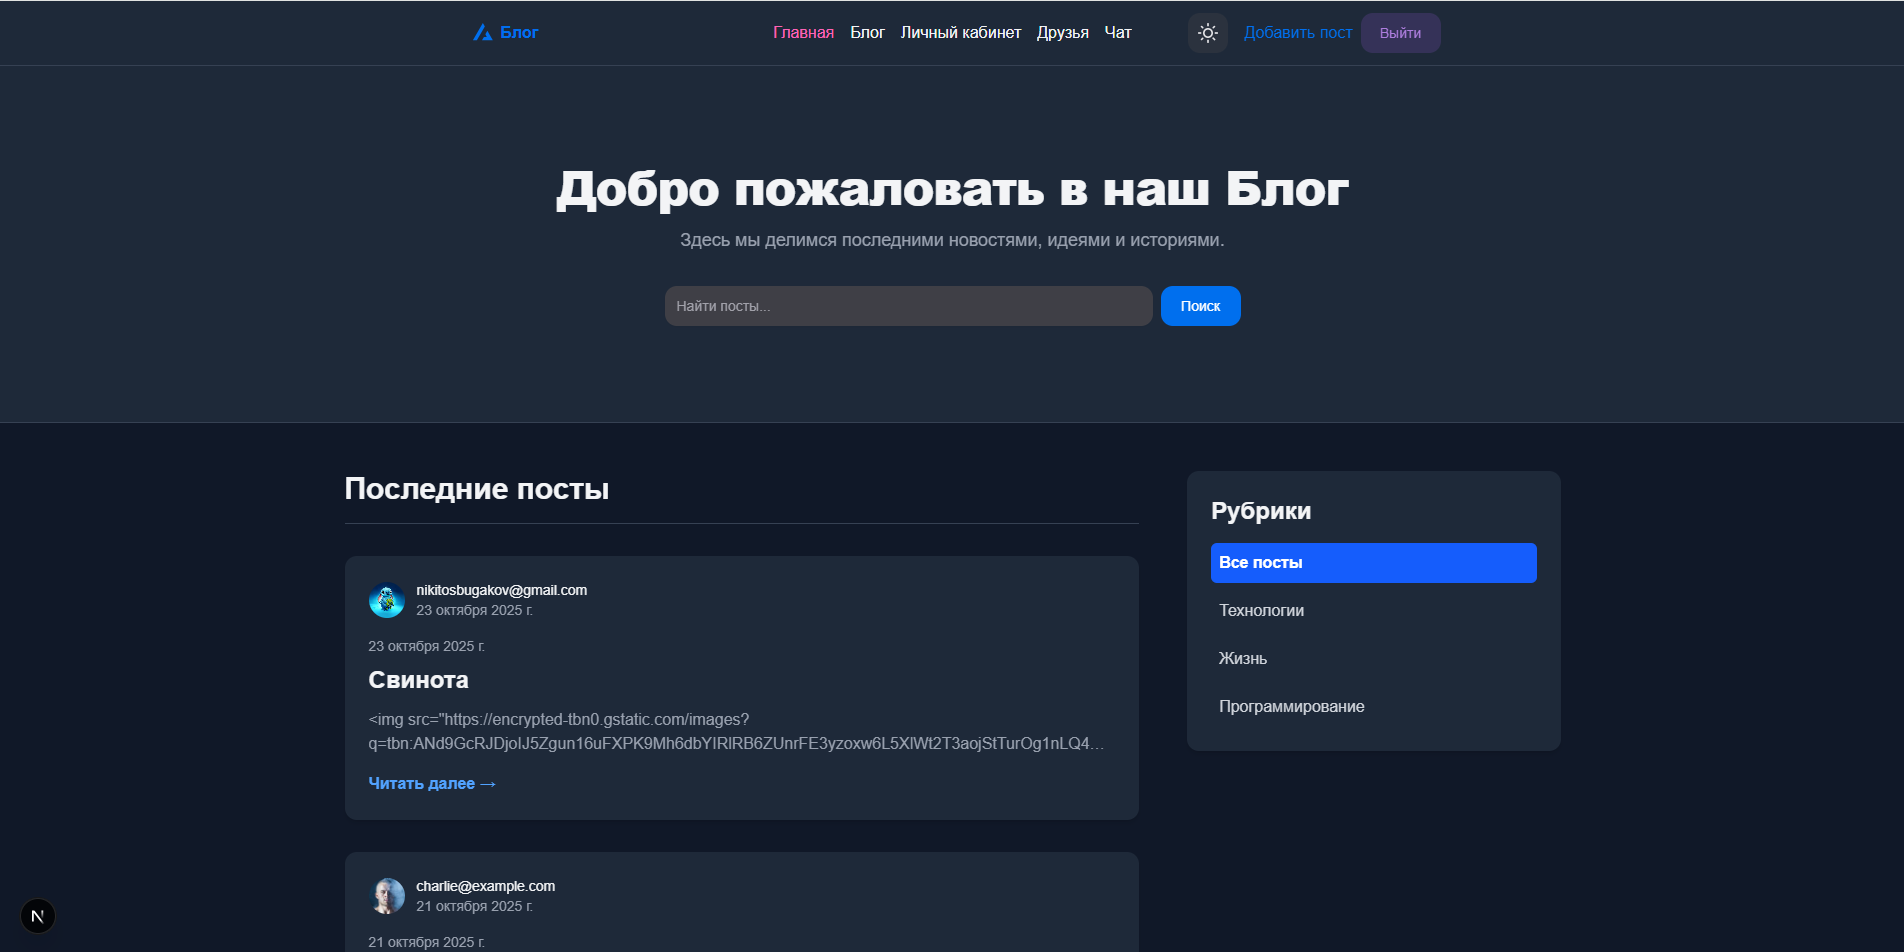 Блог
Главная Блог Личный кабинет Друзья Чат
Добавить пост Выйти
Добро пожаловать в наш Блог
Здесь мы делимся последними новостями, идеями и историями.
Найти посты...
Поиск
Последние посты
nikitosbugakov@gmail.com
23 октября 2025 г.
23 октября 2025 г.
Свинота
<img src="https://encrypted-tbn0.gstatic.com/images?
Читать далее →
charlie@example.com
21 октября 2025 г.
21 октября 2025 г.
Рубрики
Все посты
Технологии
Жизнь
Программирование
N